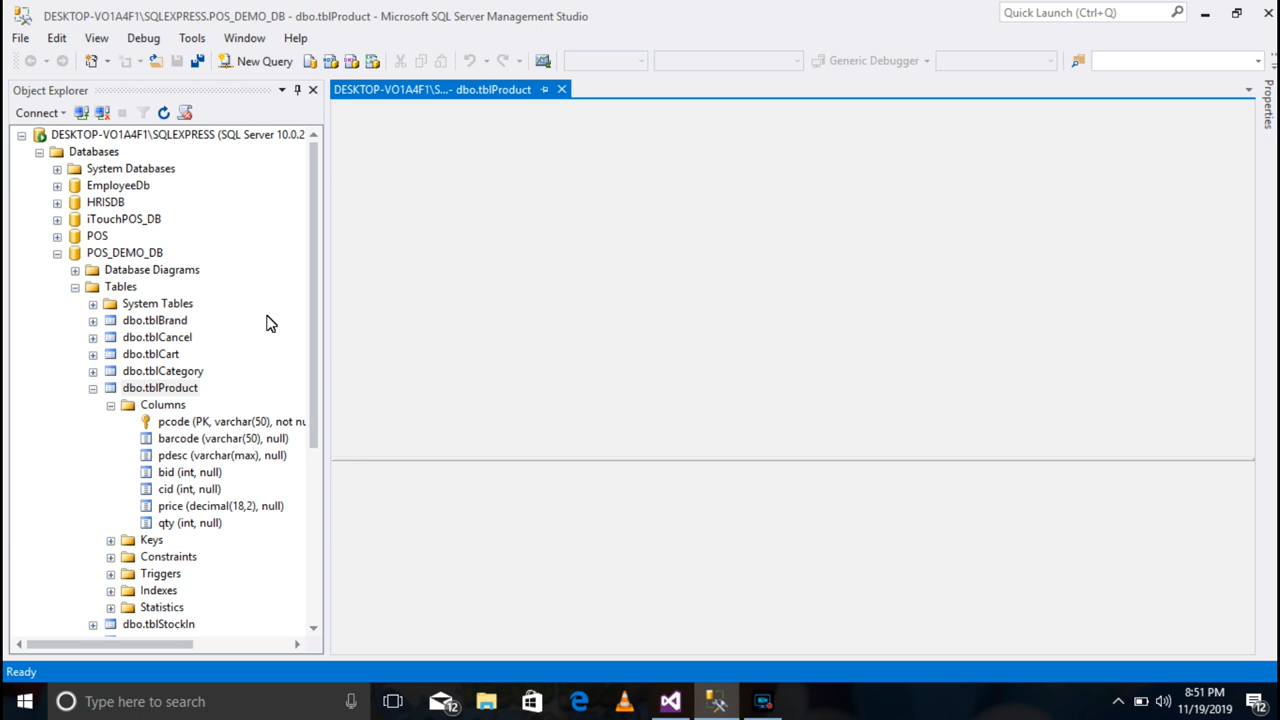 DESKTOP-VO1A4F1\SQLEXPRESS.POS_DEMO_DB - dbo.tblProduct - Microsoft SQL Server Management Studio
Quick Launch (Ctrl+Q)
File Edit View Debug Tools Window Help
New Query
Generic Debugger
Object Explorer
DESKTOP-VO1A4F1\S...- dbo.tblProduct
Properties
Connect
DESKTOP-VO1A4F1\SQLEXPRESS (SQL Server 10.0.2
Databases
System Databases
EmployeeDb
HRISDB
iTouchPOS_DB
POS
POS_DEMO_DB
Database Diagrams
Tables
System Tables
dbo.tblBrand
dbo.tblCancel
dbo.tblCart
dbo.tblCategory
dbo.tblProduct
Columns
pcode (PK, varchar(50), not nu
barcode (varchar(50), null)
pdesc (varchar(max), null)
bid (int, null)
cid (int, null)
price (decimal(18,2), null)
qty (int, null)
Keys
Constraints
Triggers
Indexes
Statistics
dbo.tblStockIn
Ready
Type here to search
12
8:51 PM
11/19/2019
12